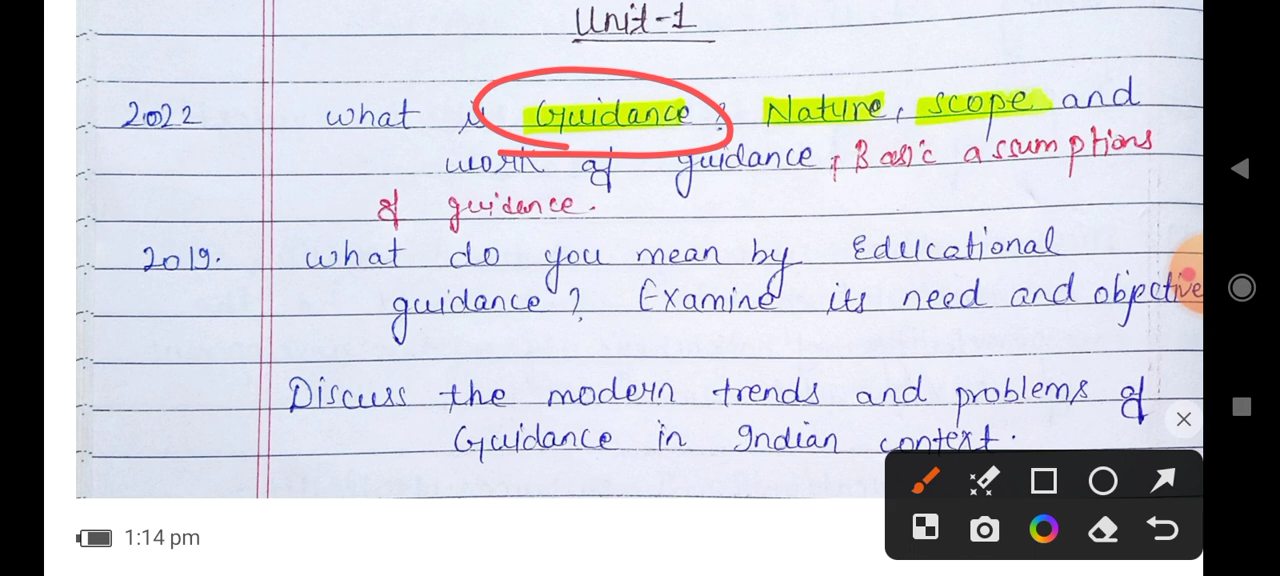 Unit-1
2022 what is Guidance? Nature, scope and
work of guidance, Basic assumptions
of guidance.
2019. what do you mean by Educational
guidance? Examine its need and objective
Discuss the modern trends and problems of
Guidance in Indian context.
1:14 pm